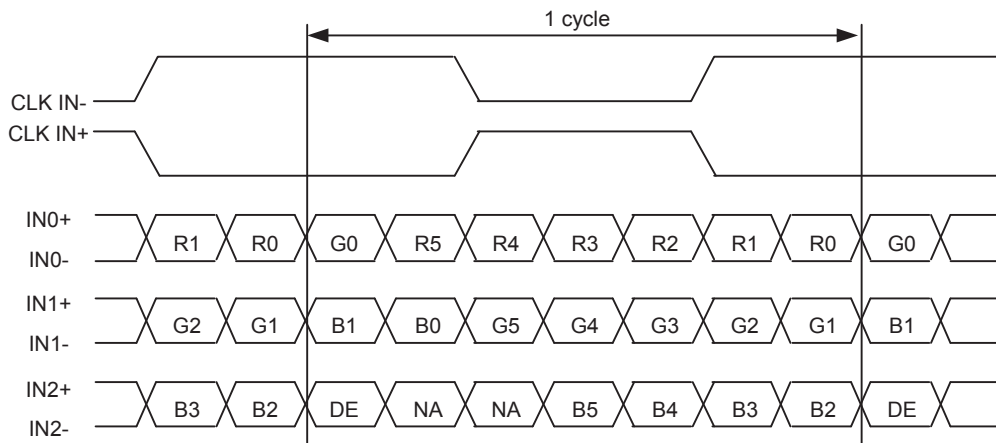 1 cycle
CLK IN-
CLK IN+
IN0+
R1 R0 G0 R5 R4 R3 R2 R1 R0 G0
IN0-
IN1+
G2 G1 B1 B0 G5 G4 G3 G2 G1 B1
IN1-
IN2+
B3 B2 DE NA NA B5 B4 B3 B2 DE
IN2-